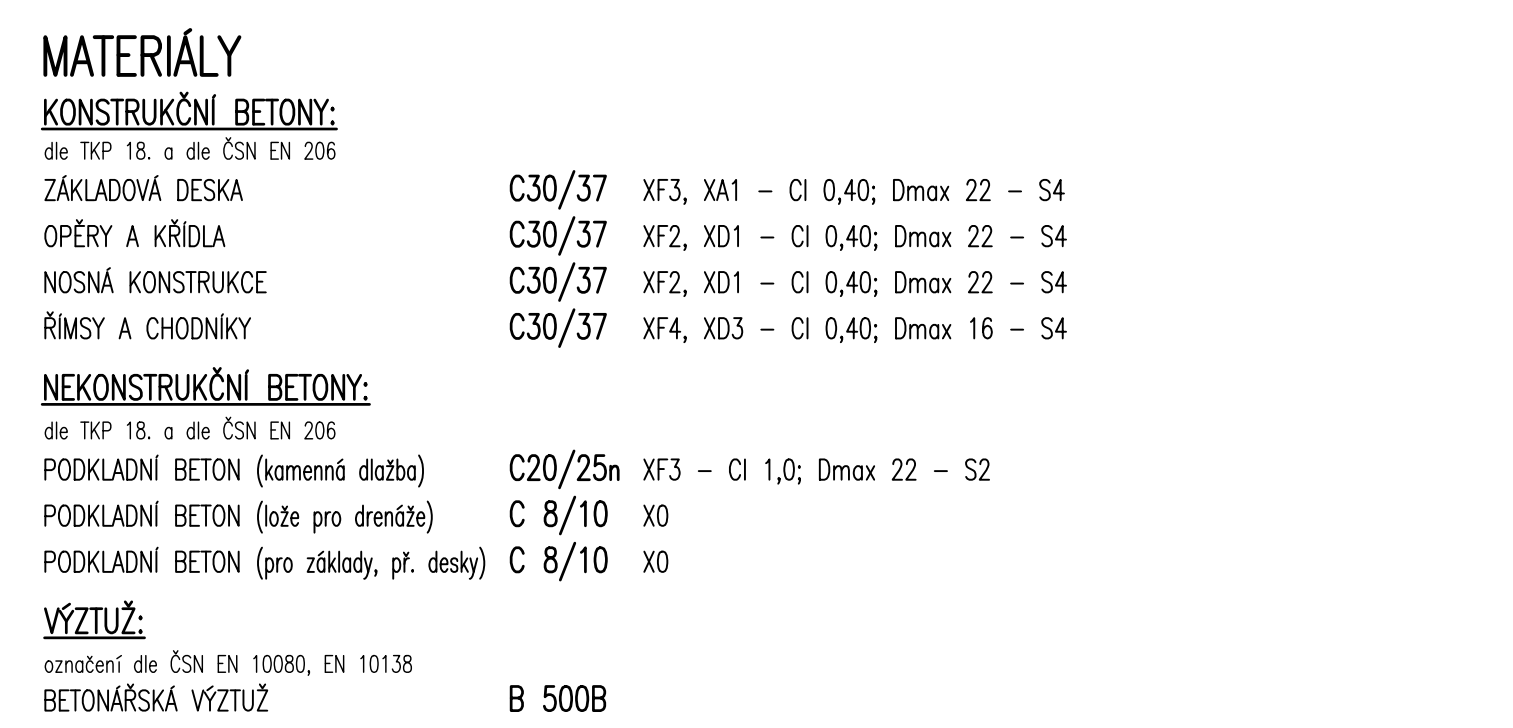 MATERIÁLY
KONSTRUKČNÍ BETONY:
dle TKP 18. a dle ČSN EN 206
ZÁKLADOVÁ DESKA C30/37 XF3, XA1 – Cl 0,40; Dmax 22 – S4
OPĚRY A KŘÍDLA C30/37 XF2, XD1 – Cl 0,40; Dmax 22 – S4
NOSNÁ KONSTRUKCE C30/37 XF2, XD1 – Cl 0,40; Dmax 22 – S4
ŘÍMSY A CHODNÍKY C30/37 XF4, XD3 – Cl 0,40; Dmax 16 – S4
NEKONSTRUKČNÍ BETONY:
dle TKP 18. a dle ČSN EN 206
PODKLADNÍ BETON (kamenná dlažba) C20/25n XF3 – Cl 1,0; Dmax 22 – S2
PODKLADNÍ BETON (lože pro drenáže) C 8/10 X0
PODKLADNÍ BETON (pro základy, př. desky) C 8/10 X0
VÝZTUŽ:
označení dle ČSN EN 10080, EN 10138
BETONÁŘSKÁ VÝZTUŽ B 500B